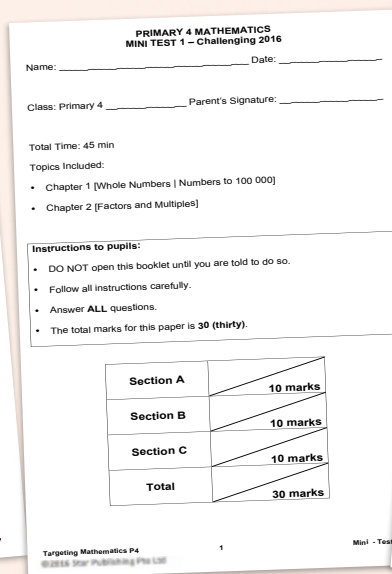 PRIMARY 4 MATHEMATICS
MINI TEST 1 – Challenging 2016
Name: ________________________________ Date: __________________
Class: Primary 4 ______________ Parent's Signature: __________________
Total Time: 45 min
Topics Included:
• Chapter 1 [Whole Numbers | Numbers to 100 000]
• Chapter 2 [Factors and Multiples]
Instructions to pupils:
• DO NOT open this booklet until you are told to do so.
• Follow all instructions carefully.
• Answer ALL questions.
• The total marks for this paper is 30 (thirty).
Section A 10 marks
Section B 10 marks
Section C 10 marks
Total 30 marks
Targeting Mathematics P4 1 Mini - Test
©2016 Star Publishing Pte Ltd